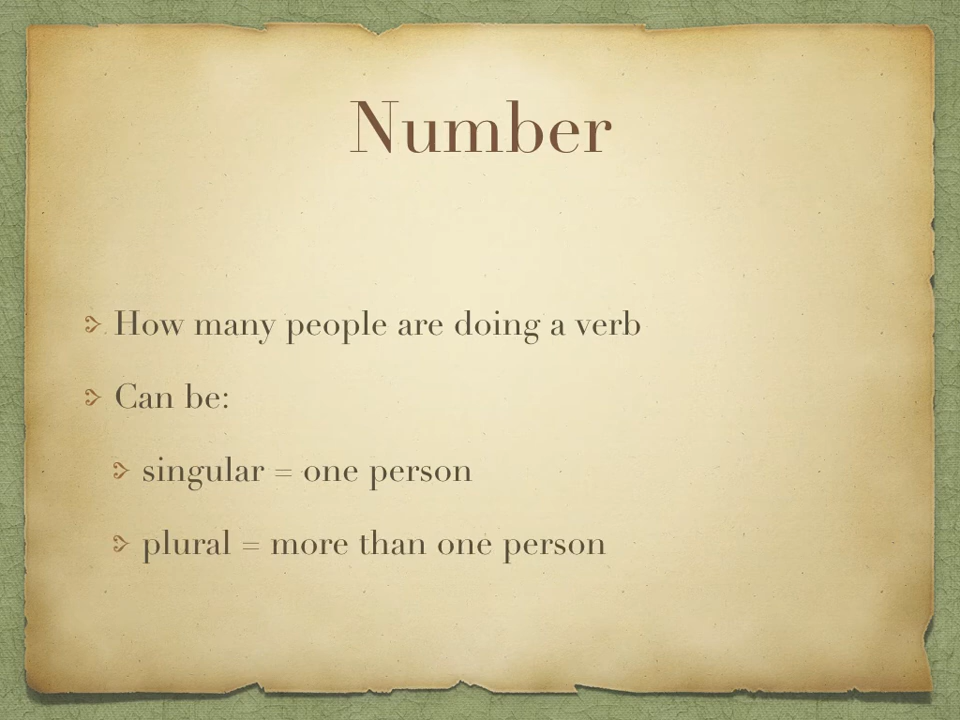 Number
How many people are doing a verb
Can be:
singular = one person
plural = more than one person